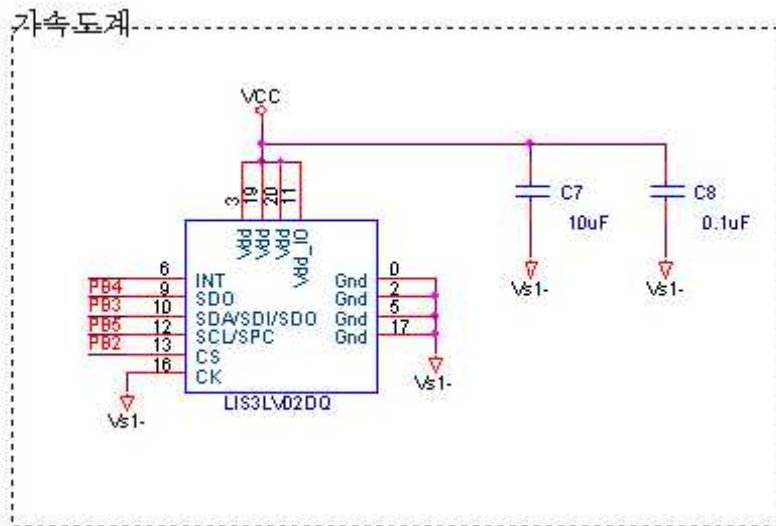 가속도계
VCC
3
19
20
11
Vdd
Vdd
Vdd
Vdd_IO
C7
10uF
C8
0.1uF
Vs1-
Vs1-
6
INT
Gnd
0
PB4
9
SDO
Gnd
2
PB3
10
SDA/SDI/SDO
Gnd
5
PB5
12
SCL/SPC
Gnd
17
PB2
13
CS
16
CK
Vs1-
Vs1-
LIS3LV02DQ